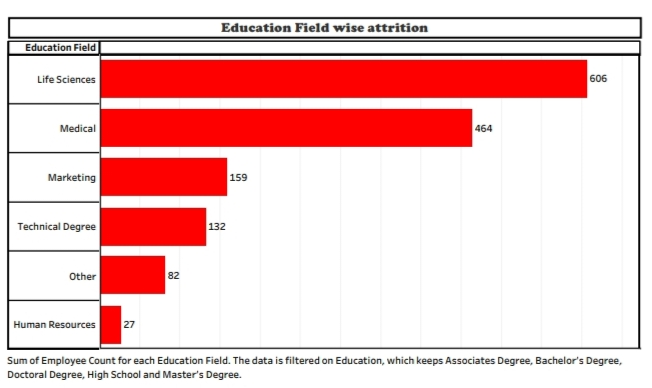 Education Field wise attrition
Education Field
Life Sciences 606
Medical 464
Marketing 159
Technical Degree 132
Other 82
Human Resources 27
Sum of Employee Count for each Education Field. The data is filtered on Education, which keeps Associates Degree, Bachelor's Degree,
Doctoral Degree, High School and Master's Degree.